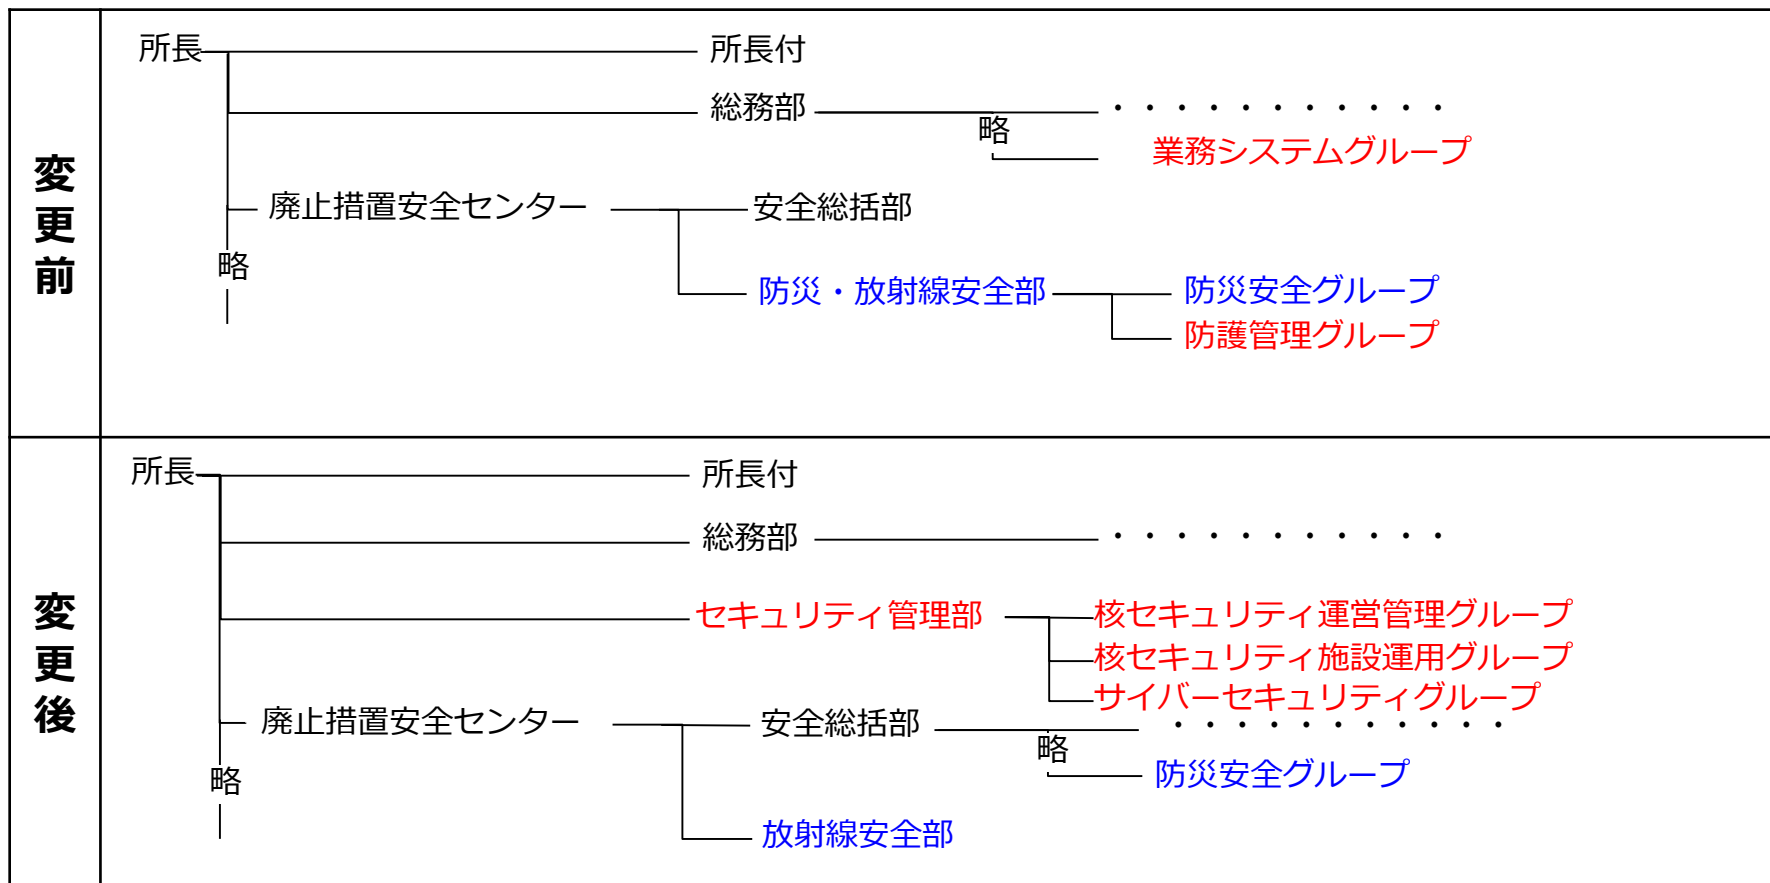 変更前
所長
所長付
総務部
・・・・・・・・・・・
略
業務システムグループ
廃止措置安全センター
安全総括部
略
防災・放射線安全部
防災安全グループ
防護管理グループ
変更後
所長
所長付
総務部
・・・・・・・・・・・
セキュリティ管理部
核セキュリティ運営管理グループ
核セキュリティ施設運用グループ
サイバーセキュリティグループ
廃止措置安全センター
安全総括部
・・・・・・・・・・・
略
防災安全グループ
略
放射線安全部